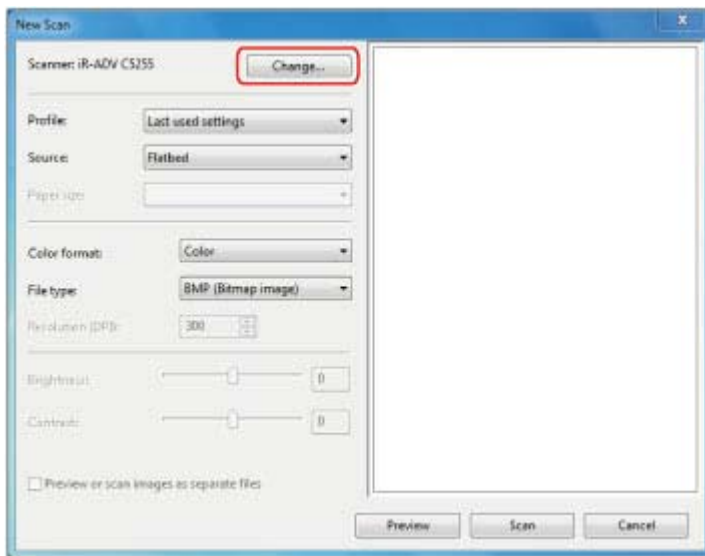 New Scan
Scanner: iR-ADV C5255
Change...
Profile:
Last used settings
Source:
Flatbed
Paper size:
Color format:
Color
File type:
BMP (Bitmap image)
Resolution (DPI):
300
Brightness:
0
Contrast:
0
Preview or scan images as separate files
Preview
Scan
Cancel